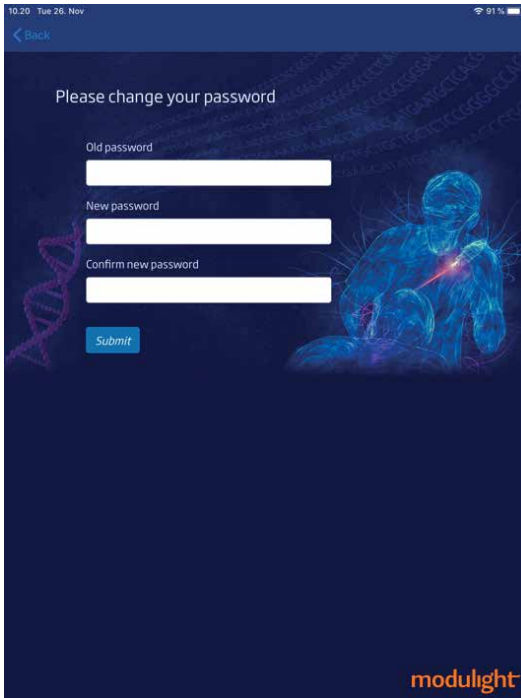 10.20 Tue 26. Nov 91 %
Back
Please change your password
Old password
New password
Confirm new password
Submit
modulight